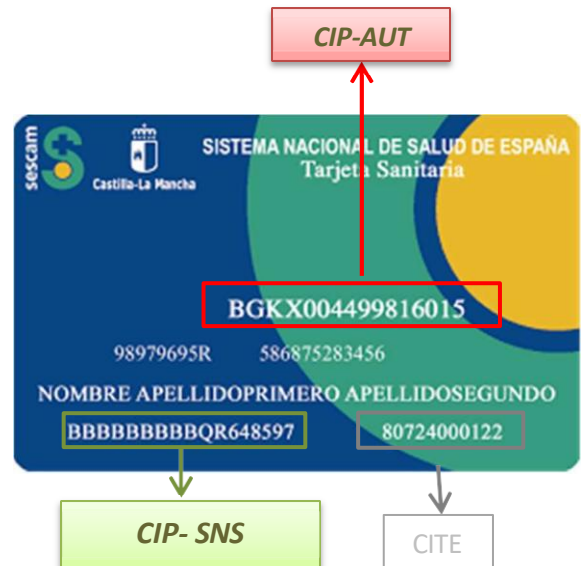 CIP-AUT
sescam
Castilla-La Mancha
SISTEMA NACIONAL DE SALUD DE ESPAÑA
Tarjeta Sanitaria
BGKX004499816015
98979695R 586875283456
NOMBRE APELLIDOPRIMERO APELLIDOSEGUNDO
BBBBBBBBBBQR648597 80724000122
CIP- SNS
CITE